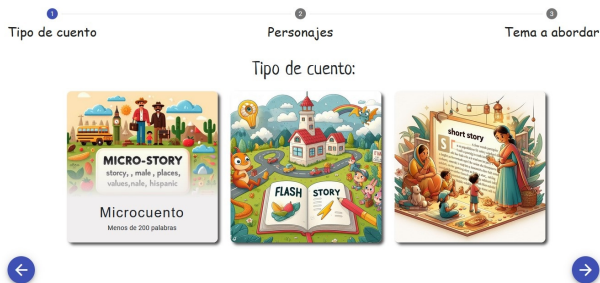 1
2
3
Tipo de cuento
Personajes
Tema a abordar
Tipo de cuento:
MICRO-STORY
storcy, , male , places,
values,nale, hispanic
Microcuento
Menos de 200 palabras
FLASH STORY
short story
S